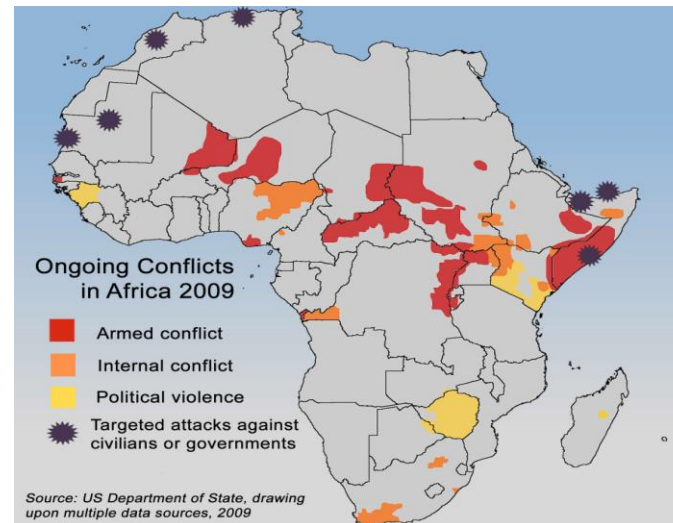 Ongoing Conflicts
in Africa 2009
Armed conflict
Internal conflict
Political violence
Targeted attacks against
civilians or governments
Source: US Department of State, drawing
upon multiple data sources, 2009